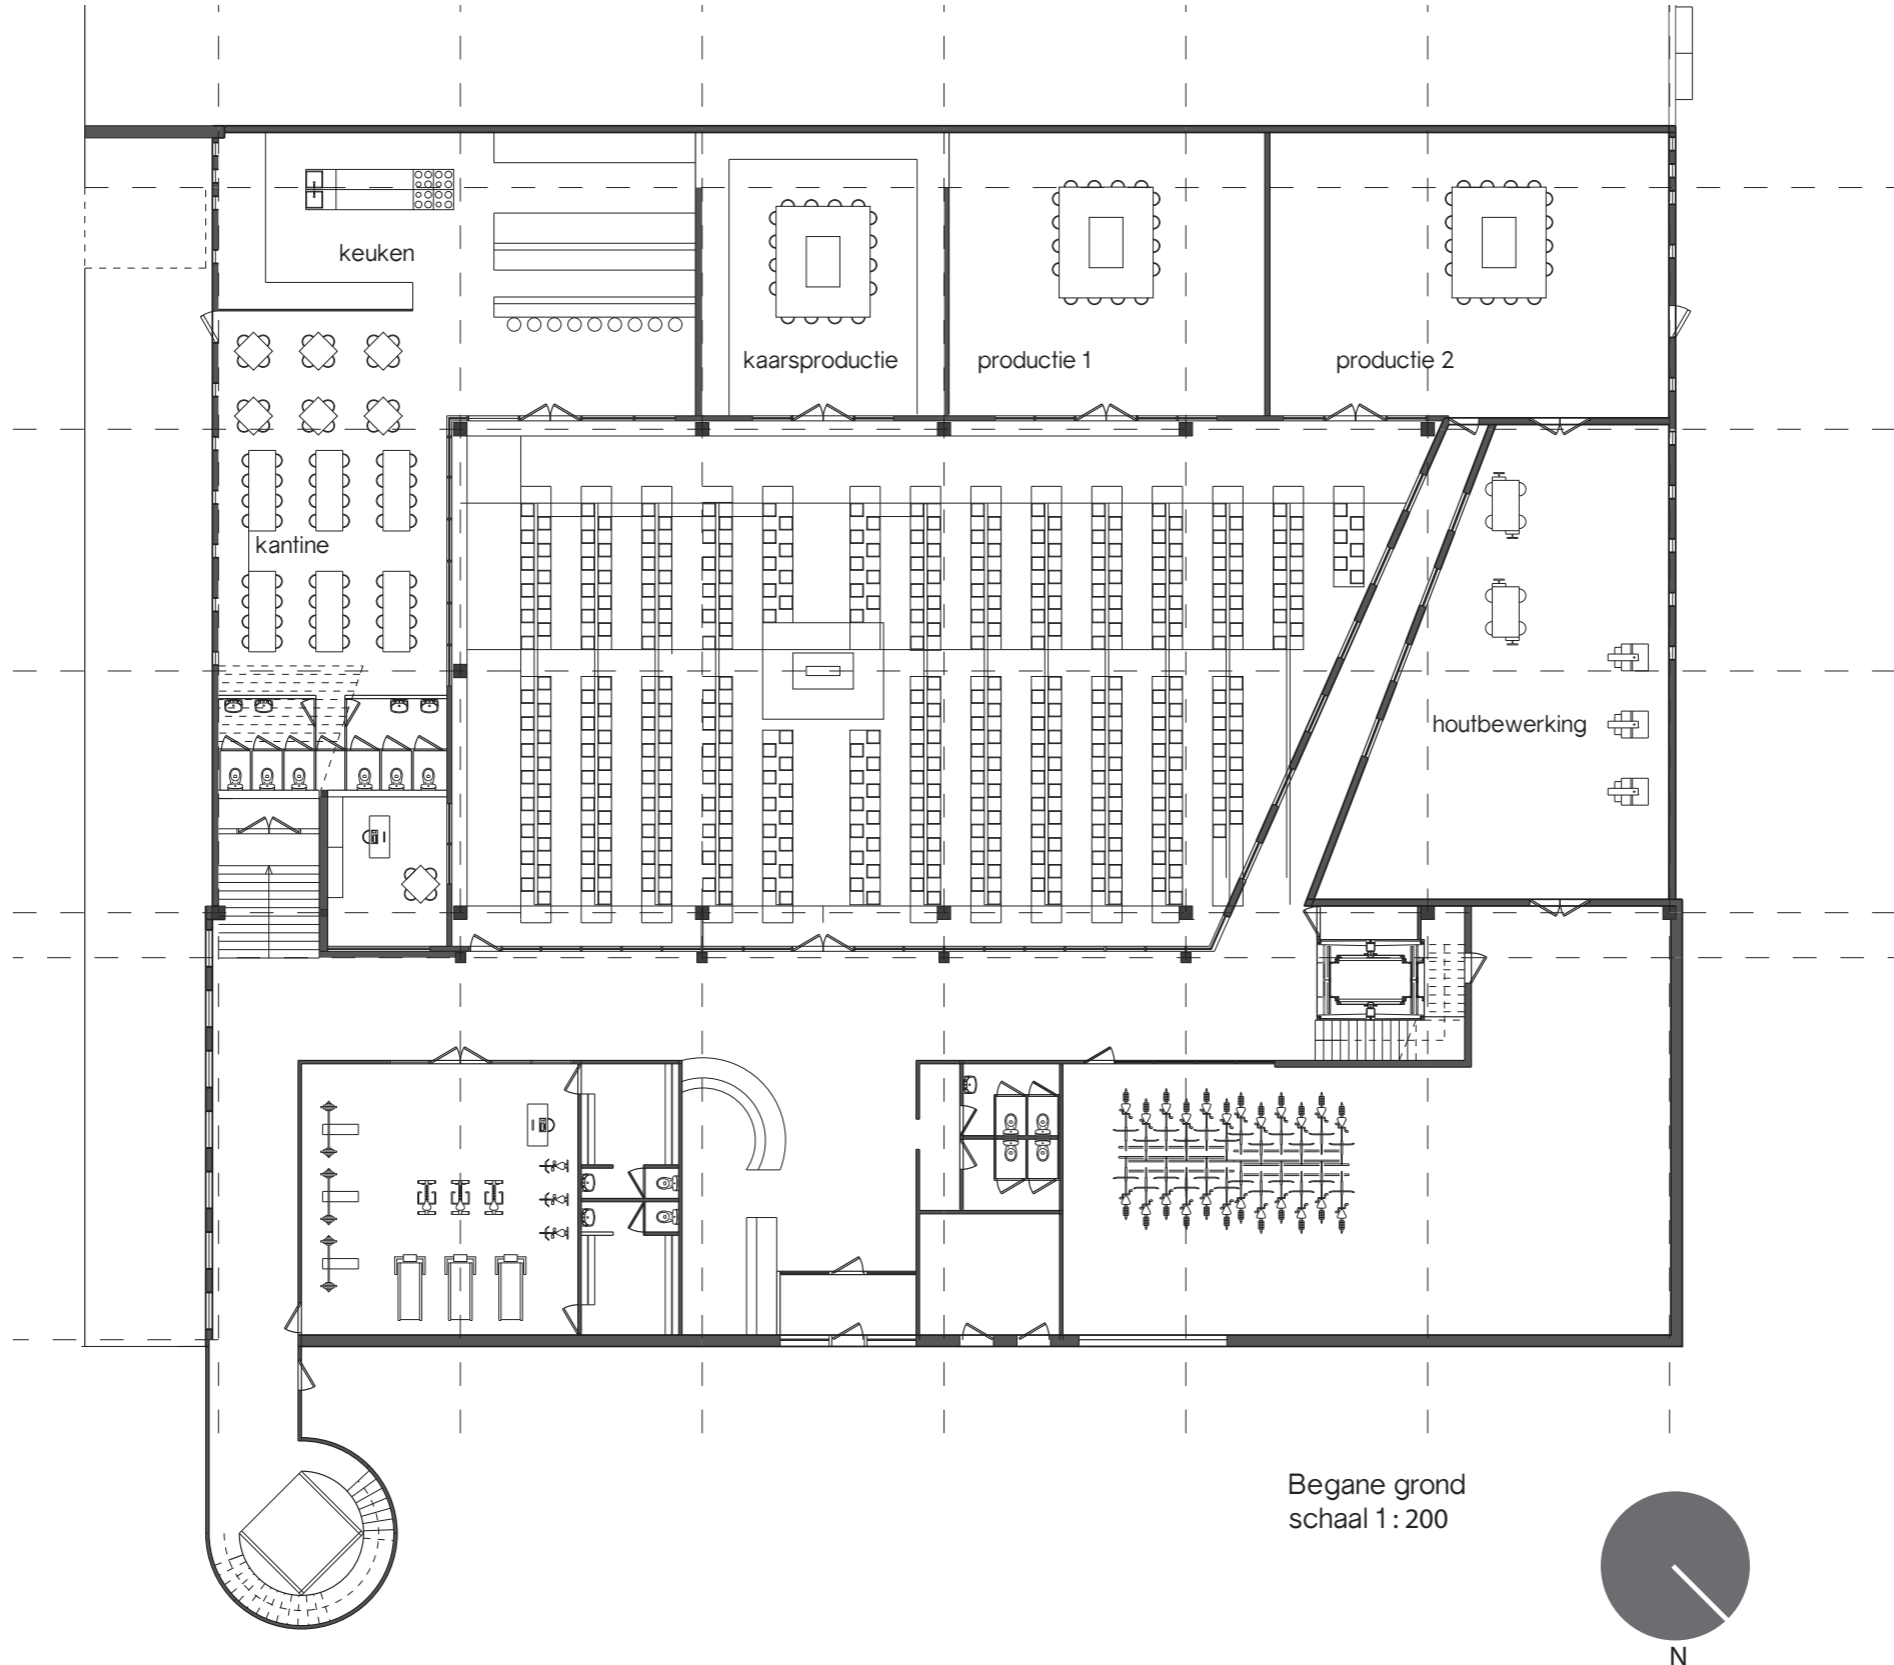 keuken
kaarsproductie
productie 1
productie 2
kantine
houtbewerking
Begane grond
schaal 1 : 200
N